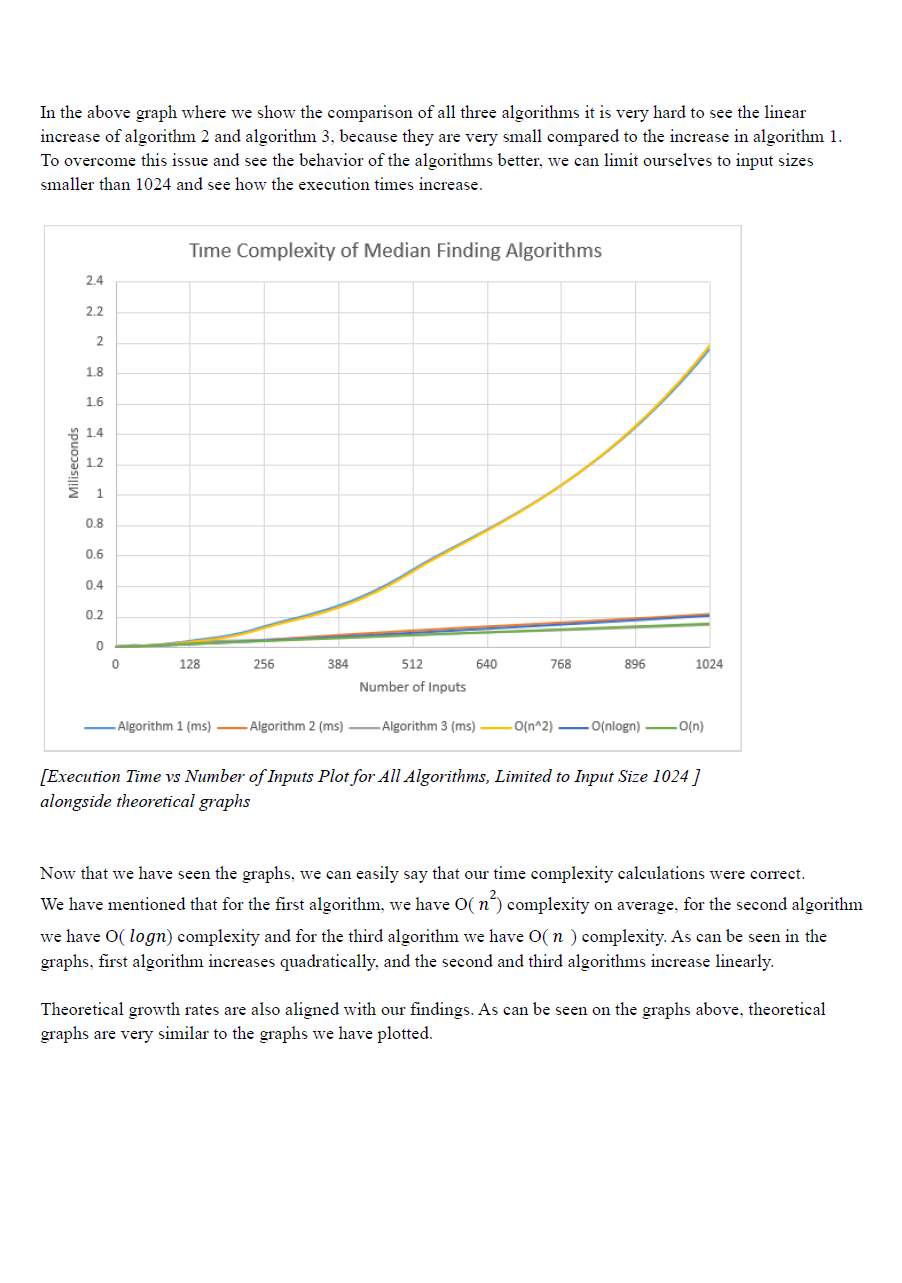 In the above graph where we show the comparison of all three algorithms it is very hard to see the linear
increase of algorithm 2 and algorithm 3, because they are very small compared to the increase in algorithm 1.
To overcome this issue and see the behavior of the algorithms better, we can limit ourselves to input sizes
smaller than 1024 and see how the execution times increase.
Tıme Complexity of Median Finding Algorithms
2.4
2.2
2
1.8
1.6
1.4
1.2
1
0.8
0.6
0.4
0.2
0
Miliseconds
0 128 256 384 512 640 768 896 1024
Number of Inputs
Algorithm 1 (ms) Algorithm 2 (ms) Algorithm 3 (ms) O(n^2) O(nlogn) O(n)
[Execution Time vs Number of Inputs Plot for All Algorithms, Limited to Input Size 1024 ]
alongside theoretical graphs
Now that we have seen the graphs, we can easily say that our time complexity calculations were correct.
We have mentioned that for the first algorithm, we have O( n²) complexity on average, for the second algorithm
we have O( logn) complexity and for the third algorithm we have O( n ) complexity. As can be seen in the
graphs, first algorithm increases quadratically, and the second and third algorithms increase linearly.
Theoretical growth rates are also aligned with our findings. As can be seen on the graphs above, theoretical
graphs are very similar to the graphs we have plotted.